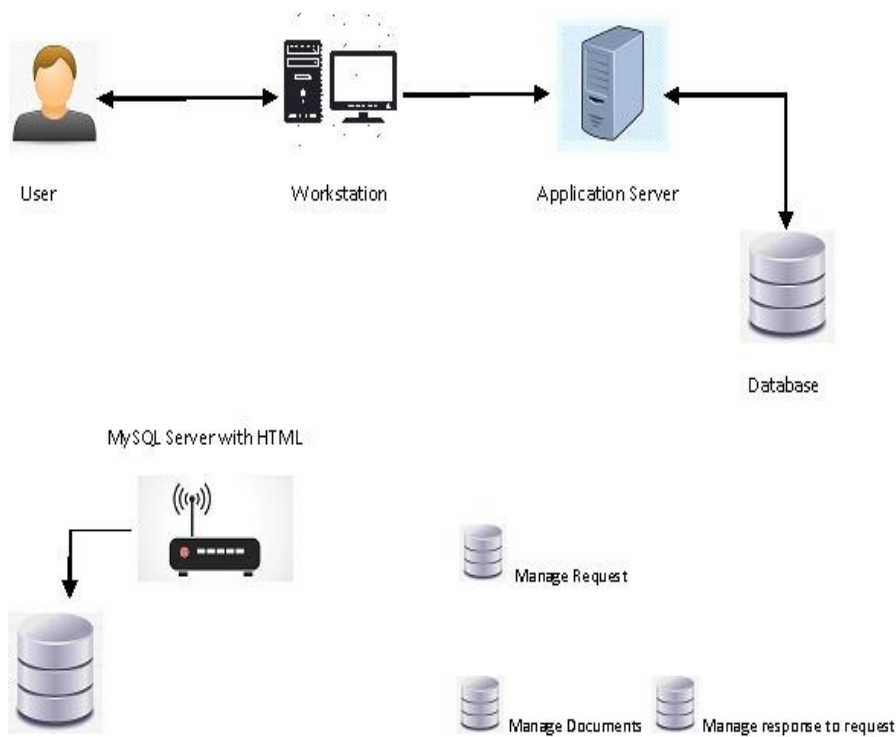 User
Workstation
Application Server
Database
MySQL Server with HTML
Manage Request
Manage Documents
Manage response to request